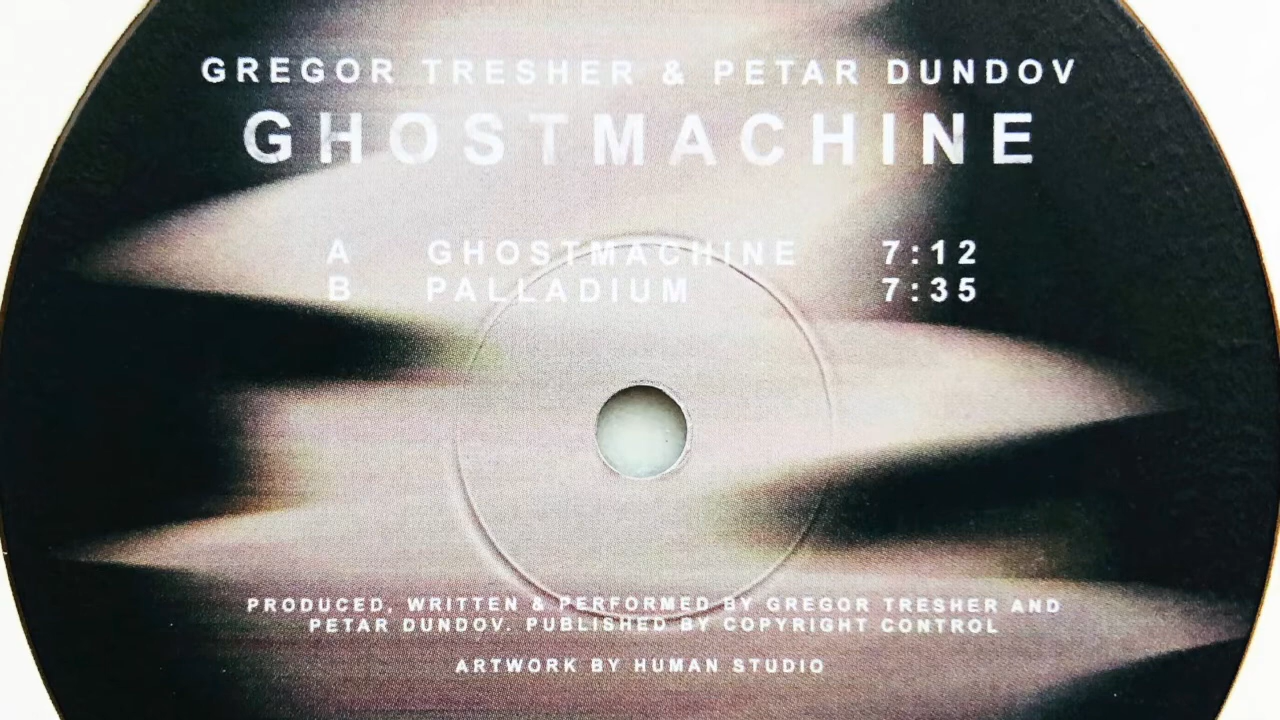 GREGOR TRESHER & PETAR DUNDOV
GHOSTMACHINE
A GHOSTMACHINE 7:12
B PALLADIUM 7:35
PRODUCED, WRITTEN & PERFORMED BY GREGOR TRESHER AND
PETAR DUNDOV. PUBLISHED BY COPYRIGHT CONTROL
ARTWORK BY HUMAN STUDIO